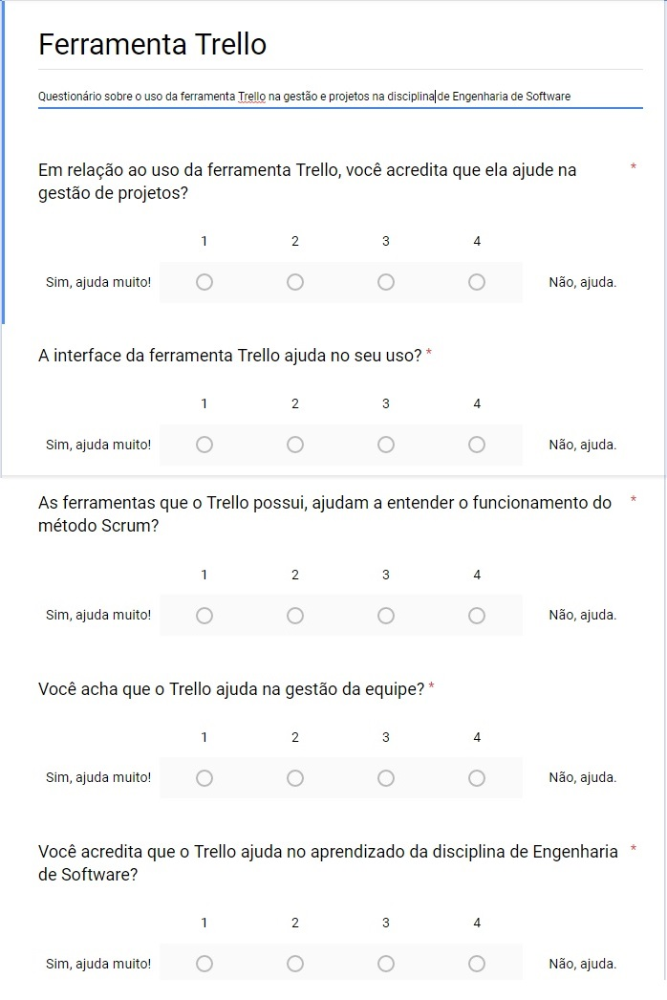 Ferramenta Trello
Questionário sobre o uso da ferramenta Trello na gestão e projetos na disciplina de Engenharia de Software
Em relação ao uso da ferramenta Trello, você acredita que ela ajude na *
gestão de projetos?
1 2 3 4
Sim, ajuda muito! Não, ajuda.
A interface da ferramenta Trello ajuda no seu uso? *
1 2 3 4
Sim, ajuda muito! Não, ajuda.
As ferramentas que o Trello possui, ajudam a entender o funcionamento do *
método Scrum?
1 2 3 4
Sim, ajuda muito! Não, ajuda.
Você acha que o Trello ajuda na gestão da equipe? *
1 2 3 4
Sim, ajuda muito! Não, ajuda.
Você acredita que o Trello ajuda no aprendizado da disciplina de Engenharia *
de Software?
1 2 3 4
Sim, ajuda muito! Não, ajuda.